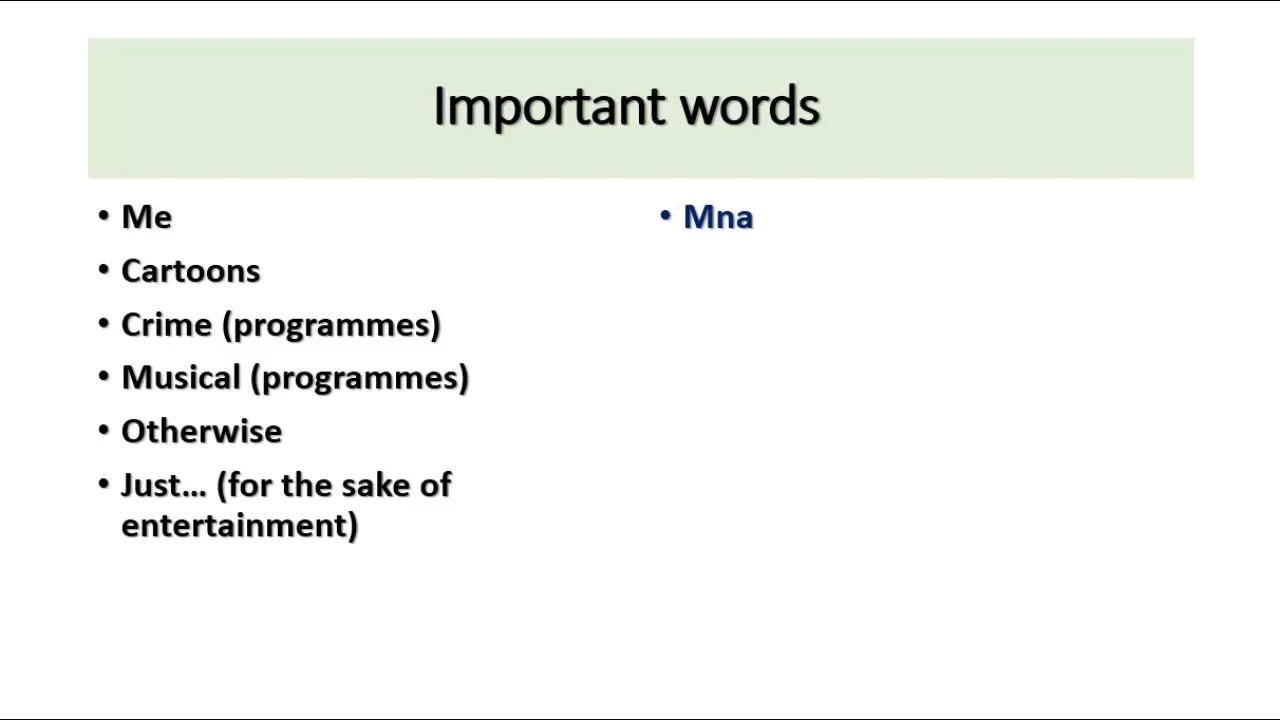 Important words
• Me
• Cartoons
• Crime (programmes)
• Musical (programmes)
• Otherwise
• Just… (for the sake of
entertainment)
• Mna